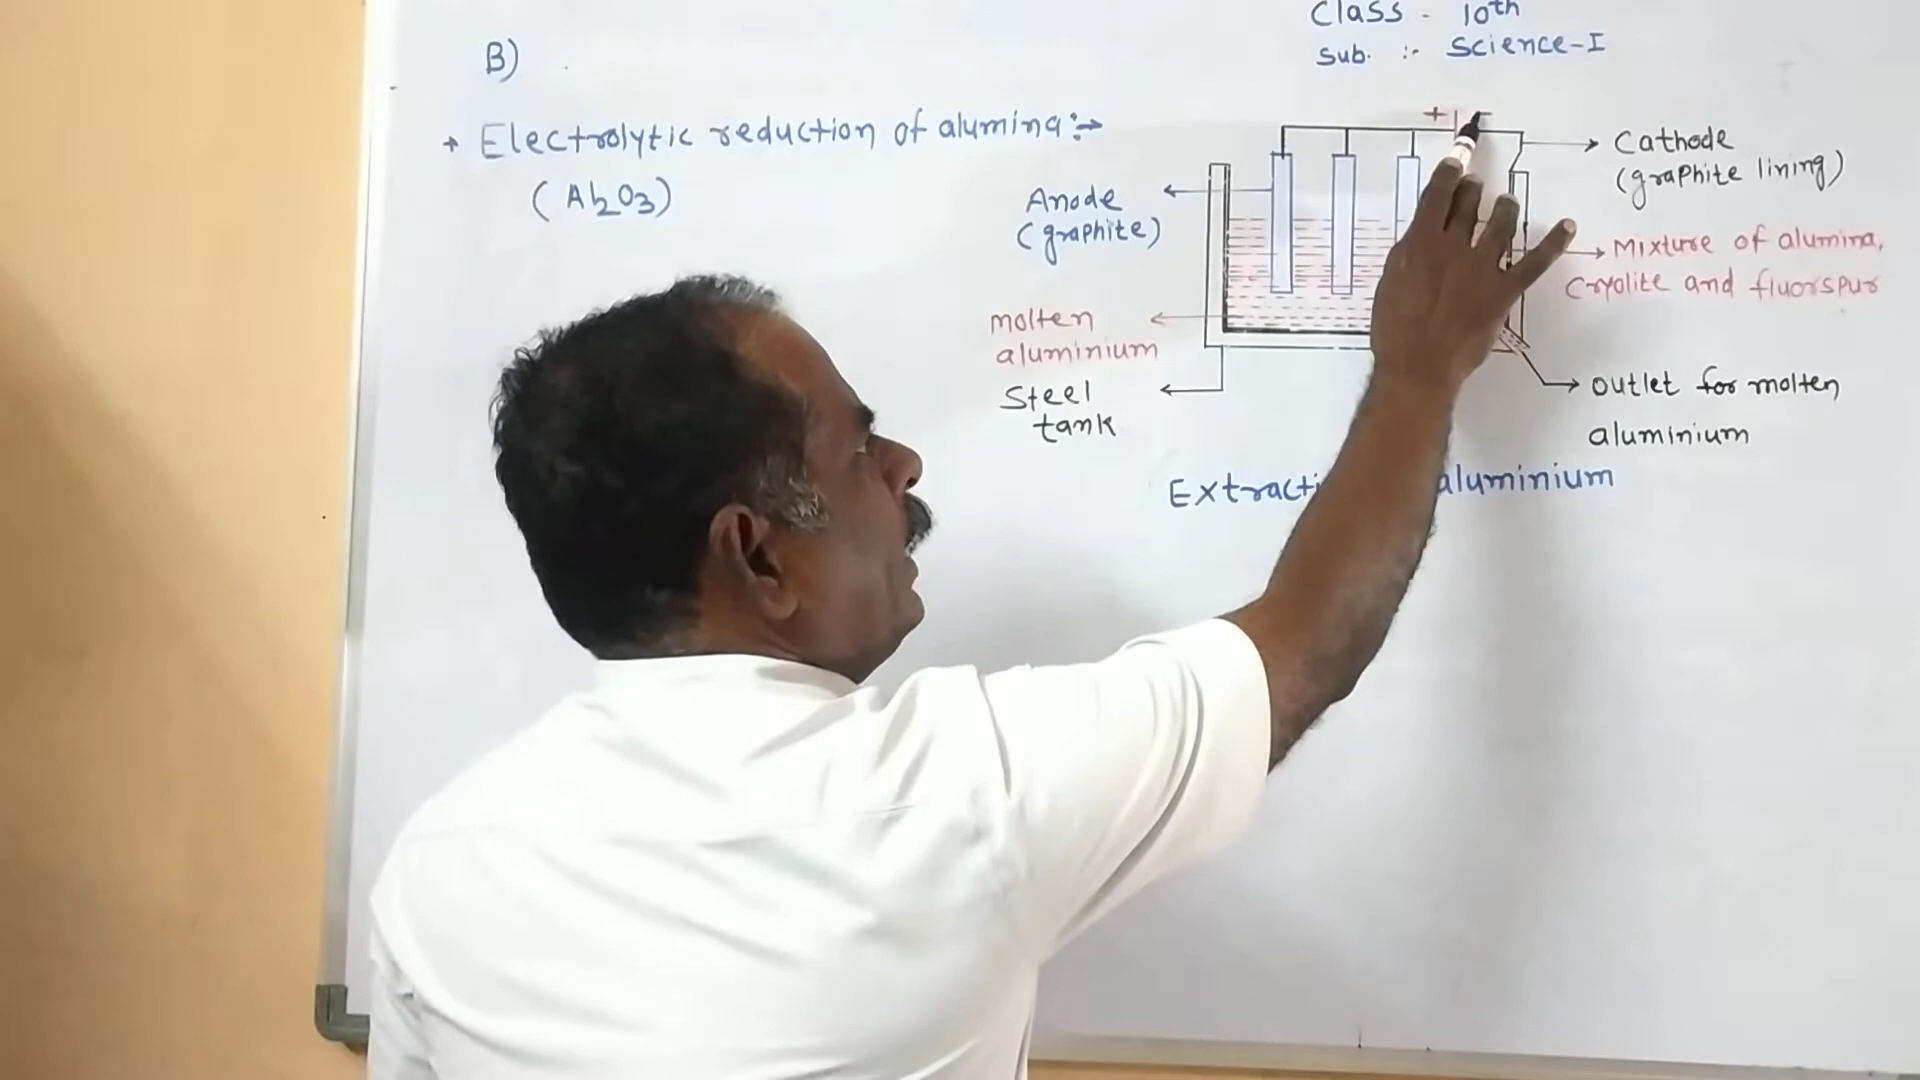 Class - 10th
Sub. :- Science-I
B)
→ Electrolytic reduction of alumina:→
(Al2O3)
+ -
Anode
(graphite)
molten
aluminium
Steel
tank
Cathode
(graphite lining)
Mixture of alumina,
Cryolite and fluorspur
outlet for molten
aluminium
Extracti aluminium